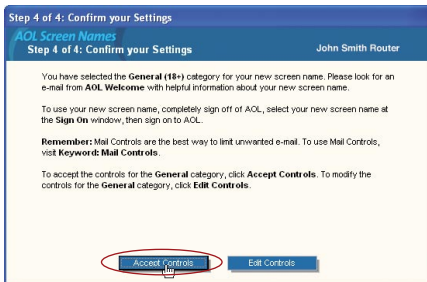 Step 4 of 4: Confirm your Settings
AOL Screen Names
Step 4 of 4: Confirm your Settings
John Smith Router
You have selected the General (18+) category for your new screen name. Please look for an
e-mail from AOL Welcome with helpful information about your new screen name.
To use your new screen name, completely sign off of AOL, select your new screen name at
the Sign On window, then sign on to AOL.
Remember: Mail Controls are the best way to limit unwanted e-mail. To use Mail Controls,
visit Keyword: Mail Controls.
To accept the controls for the General category, click Accept Controls. To modify the
controls for the General category, click Edit Controls.
Accept Controls
Edit Controls